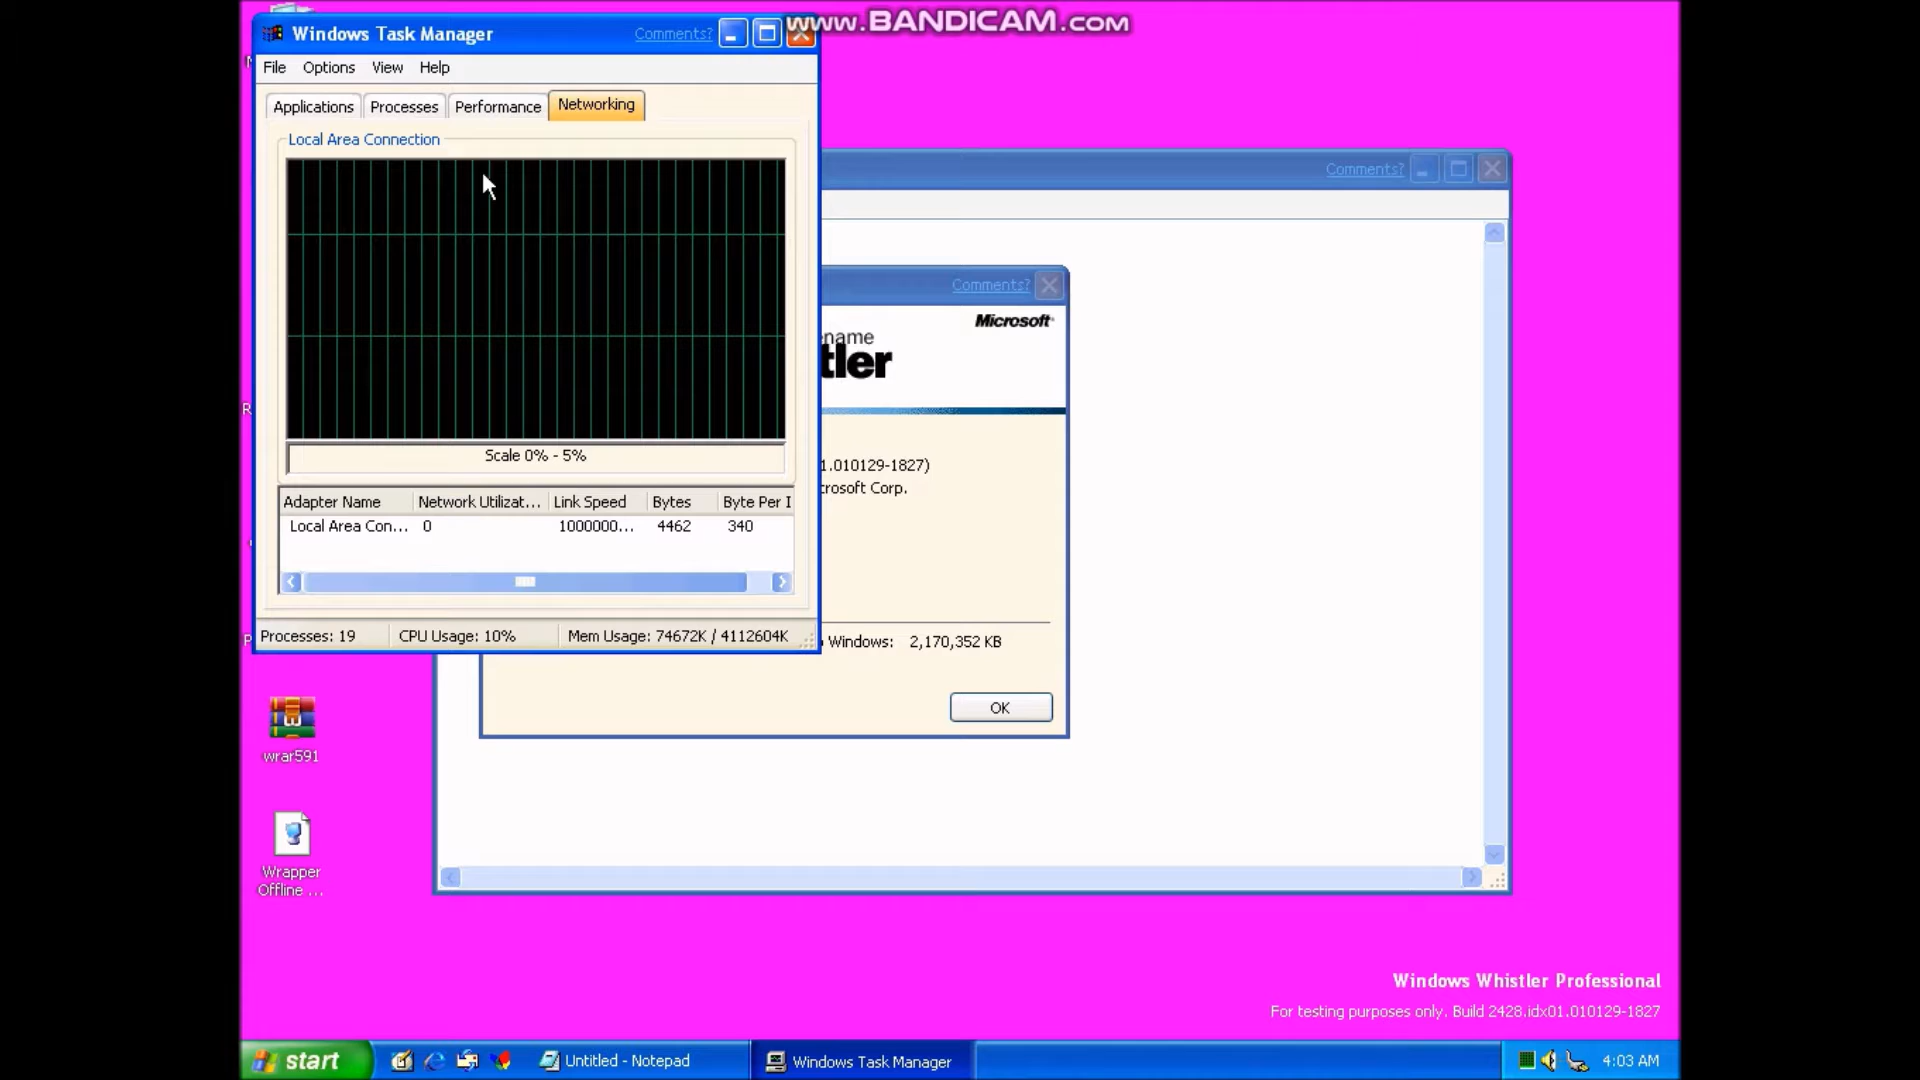 www.BANDICAM.com
Windows Task Manager
Comments?
File Options View Help
Applications Processes Performance Networking
Local Area Connection
Scale 0% - 5%
Adapter Name Network Utilizat... Link Speed Bytes Byte Per I
Local Area Con... 0 1000000... 4462 340
Processes: 19 CPU Usage: 10% Mem Usage: 74672K / 4112604K
Comments?
Comments?
Microsoft
ename
tler
1.010129-1827)
rosoft Corp.
Windows: 2,170,352 KB
OK
wrar591
Wrapper
Offline ...
Windows Whistler Professional
For testing purposes only. Build 2428.idx01.010129-1827
start
Untitled - Notepad
Windows Task Manager
4:03 AM